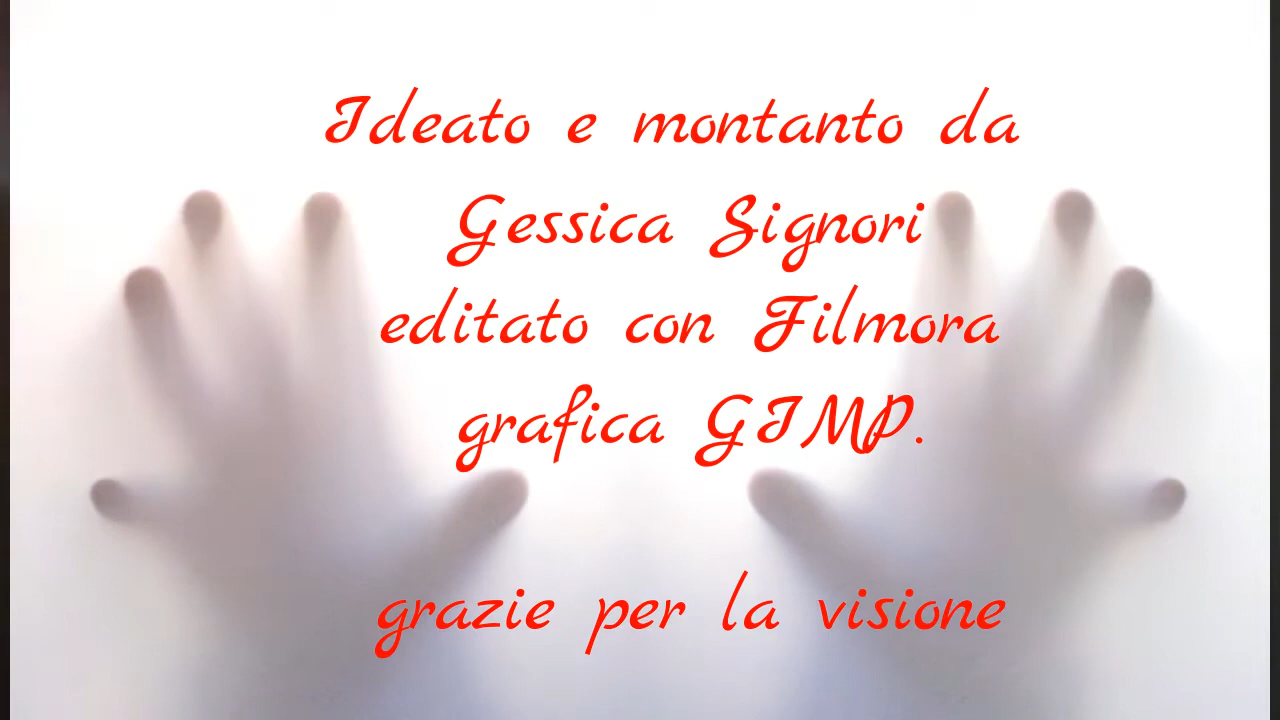 Ideato e montanto da
Gessica Signori
editato con Filmora
grafica GIMP.
grazie per la visione